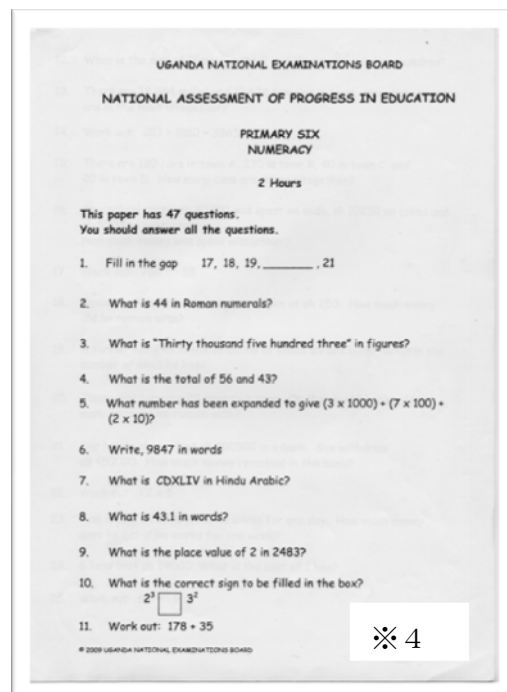 UGANDA NATIONAL EXAMINATIONS BOARD
NATIONAL ASSESSMENT OF PROGRESS IN EDUCATION
PRIMARY SIX
NUMERACY
2 Hours
This paper has 47 questions.
You should answer all the questions.
1. Fill in the gap 17, 18, 19, _______, 21
2. What is 44 in Roman numerals?
3. What is "Thirty thousand five hundred three" in figures?
4. What is the total of 56 and 43?
5. What number has been expanded to give (3 x 1000) + (7 x 100) +
(2 x 10)?
6. Write, 9847 in words
7. What is CDXLIV in Hindu Arabic?
8. What is 43.1 in words?
9. What is the place value of 2 in 2483?
10. What is the correct sign to be filled in the box?
2³ □ 3²
11. Work out: 178 + 35
© 2009 UGANDA NATIONAL EXAMINATIONS BOARD
※ 4